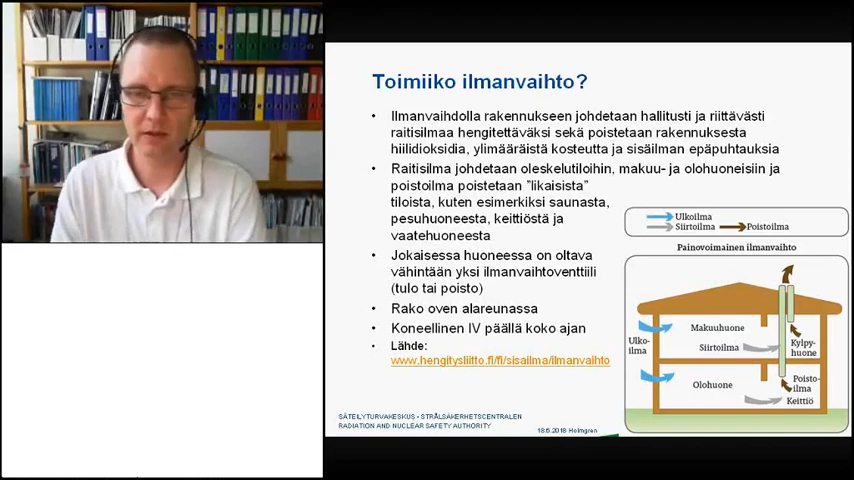 Toimiiko ilmanvaihto?
• Ilmanvaihdolla rakennukseen johdetaan hallitusti ja riittävästi
raitisilmaa hengitettäväksi sekä poistetaan rakennuksesta
hiilidioksidia, ylimääräistä kosteutta ja sisäilman epäpuhtauksia
• Raitisilma johdetaan oleskelutiloihin, makuu- ja olohuoneisiin ja
poistoilma poistetaan "likaisista"
tiloista, kuten esimerkiksi saunasta,
pesuhuoneesta, keittiöstä ja
vaatehuoneesta
• Jokaisessa huoneessa on oltava
vähintään yksi ilmanvaihtoventtiili
(tulo tai poisto)
• Rako oven alareunassa
• Koneellinen IV päällä koko ajan
• Lähde:
www.hengitysliitto.fi/fi/sisailma/ilmanvaihto
Ulkoilma
Siirtoilma
Poistoilma
Painovoimainen ilmanvaihto
Makuuhuone
Ulko-
ilma
Siirtoilma
Kylpy-
huone
Olohuone
Poisto-
ilma
Keittiö
SÄTEILYTURVAKESKUS • STRÅLSÄKERHETSCENTRALEN
RADIATION AND NUCLEAR SAFETY AUTHORITY
18.6.2018 Holmgren